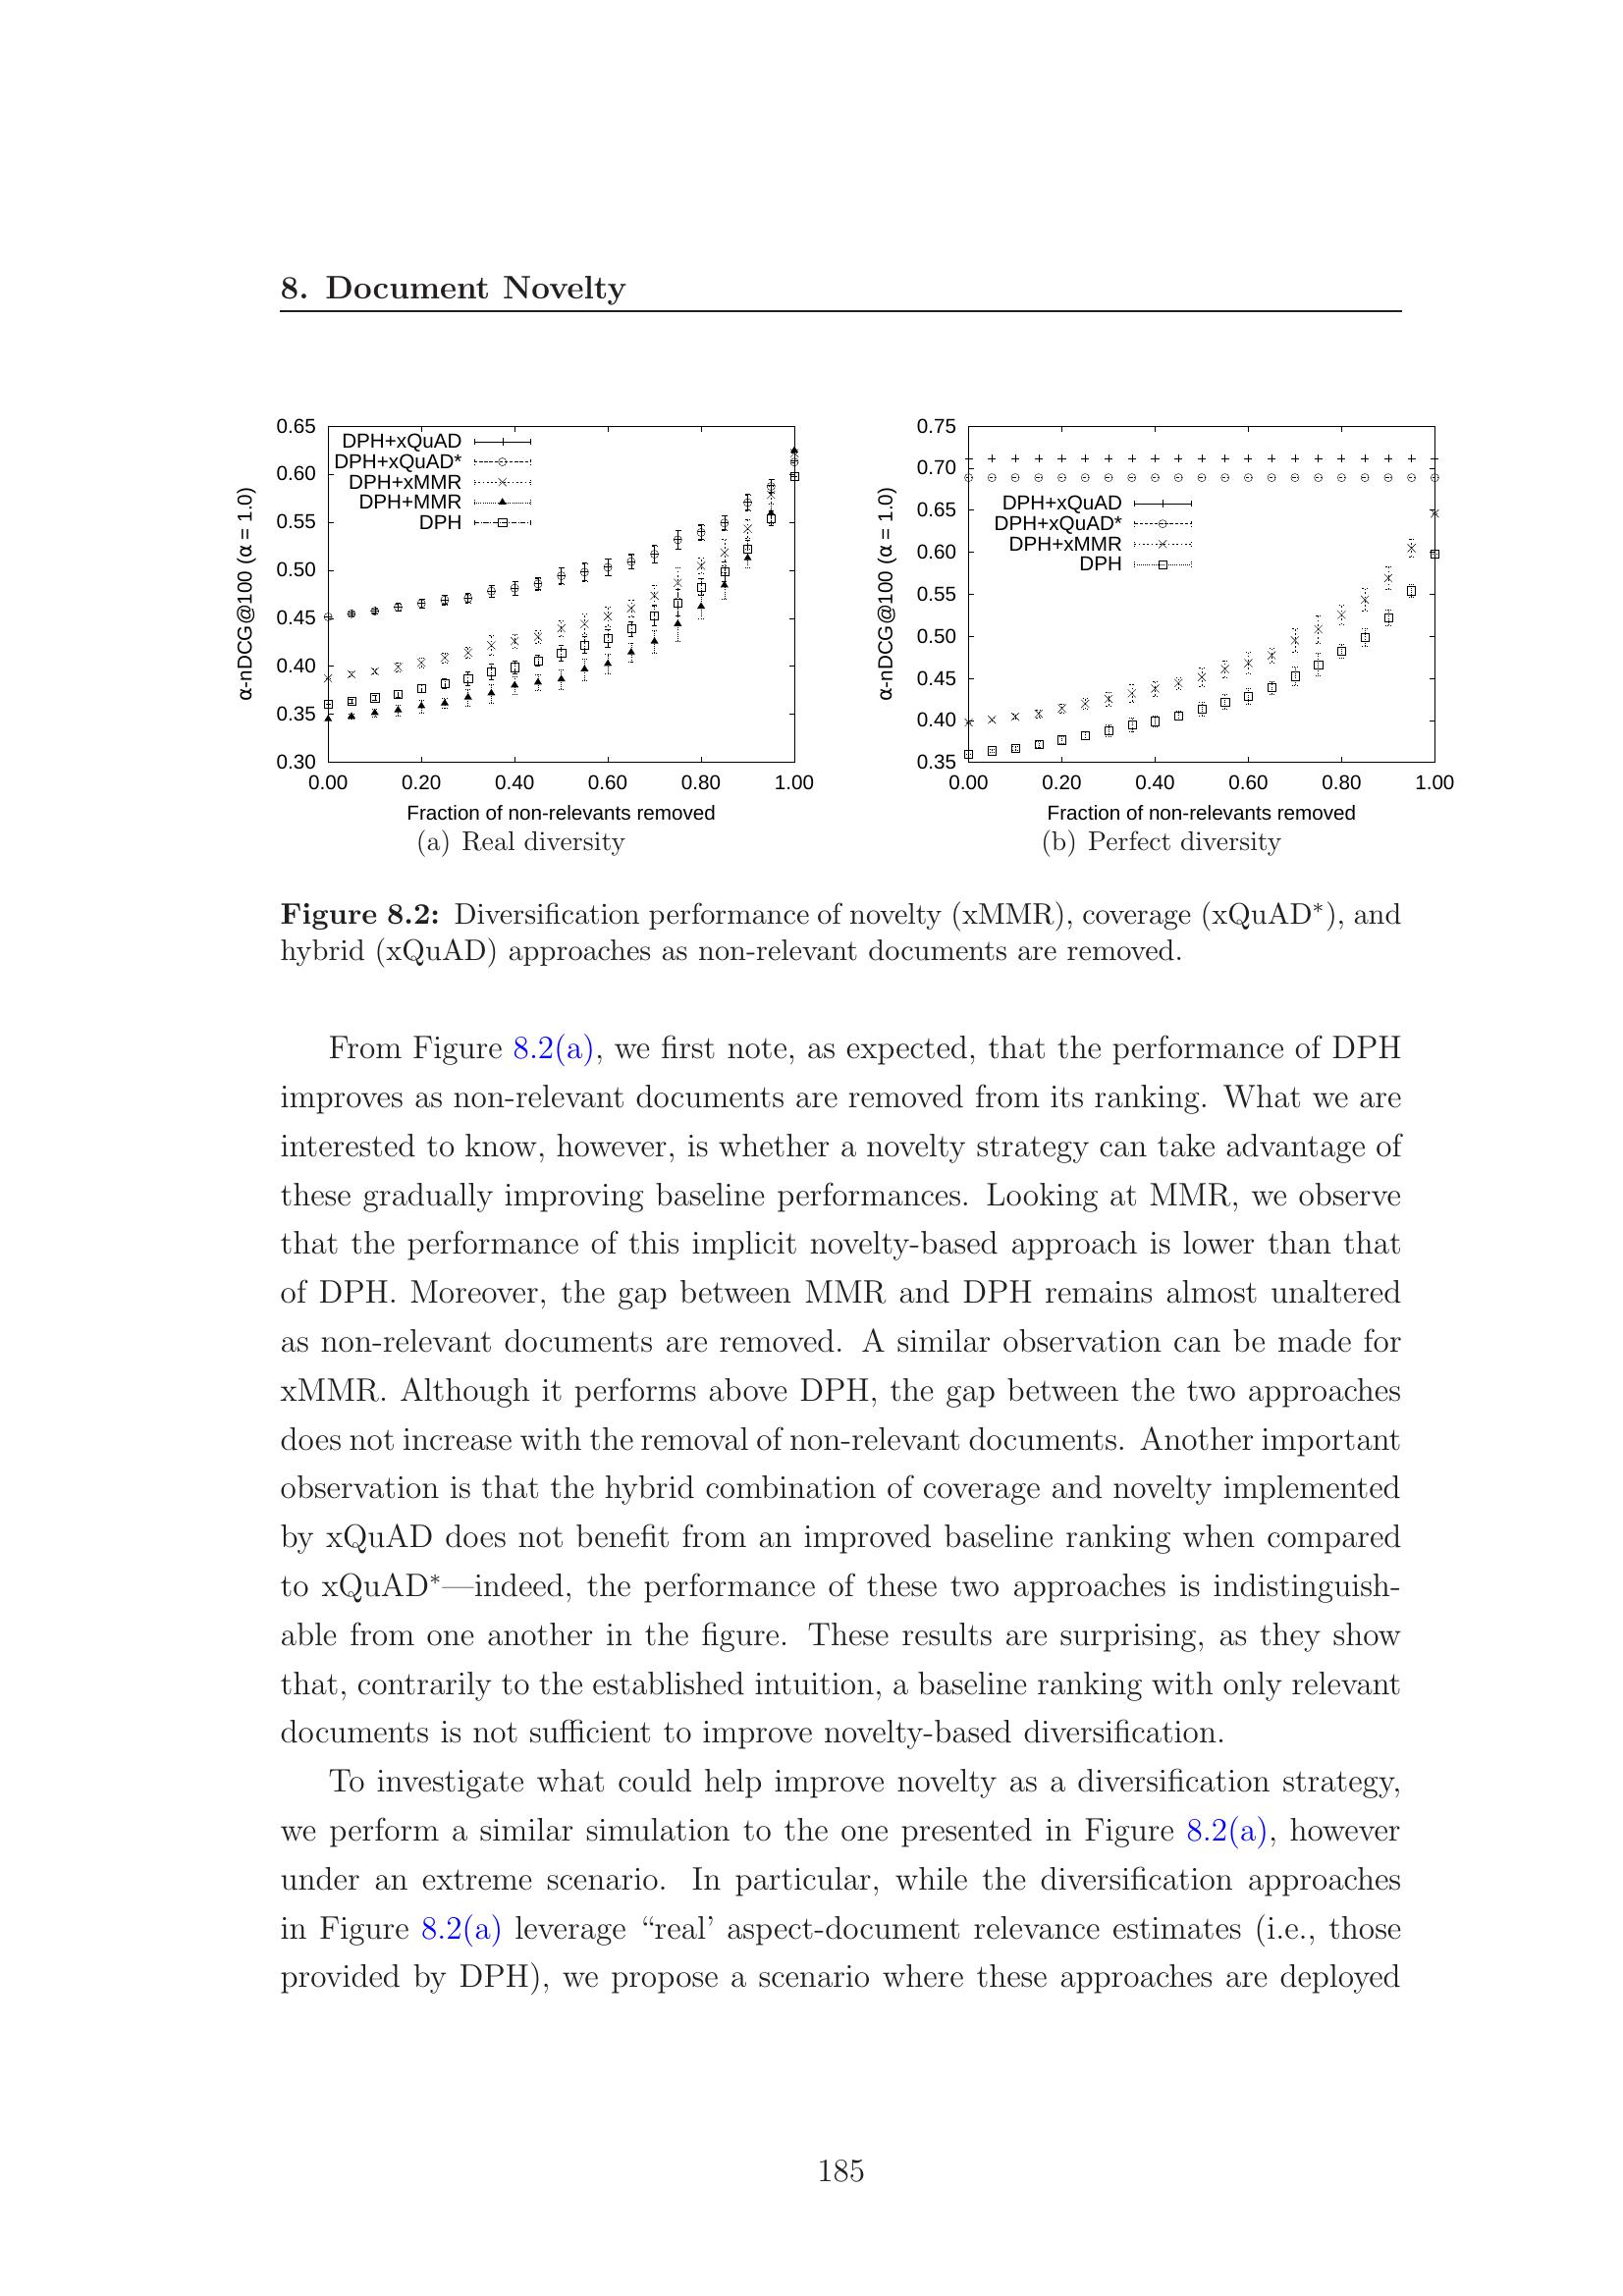 8. Document Novelty
0.65
0.60
0.55
0.50
0.45
0.40
0.35
0.30
0.00 0.20 0.40 0.60 0.80 1.00
α-nDCG@100 (α = 1.0)
Fraction of non-relevants removed
DPH+xQuAD
DPH+xQuAD*
DPH+xMMR
DPH+MMR
DPH
(a) Real diversity
0.75
0.70
0.65
0.60
0.55
0.50
0.45
0.40
0.35
0.00 0.20 0.40 0.60 0.80 1.00
α-nDCG@100 (α = 1.0)
Fraction of non-relevants removed
DPH+xQuAD
DPH+xQuAD*
DPH+xMMR
DPH
(b) Perfect diversity
Figure 8.2: Diversification performance of novelty (xMMR), coverage (xQuAD*), and
hybrid (xQuAD) approaches as non-relevant documents are removed.
From Figure 8.2(a), we first note, as expected, that the performance of DPH
improves as non-relevant documents are removed from its ranking. What we are
interested to know, however, is whether a novelty strategy can take advantage of
these gradually improving baseline performances. Looking at MMR, we observe
that the performance of this implicit novelty-based approach is lower than that
of DPH. Moreover, the gap between MMR and DPH remains almost unaltered
as non-relevant documents are removed. A similar observation can be made for
xMMR. Although it performs above DPH, the gap between the two approaches
does not increase with the removal of non-relevant documents. Another important
observation is that the hybrid combination of coverage and novelty implemented
by xQuAD does not benefit from an improved baseline ranking when compared
to xQuAD*—indeed, the performance of these two approaches is indistinguish-
able from one another in the figure. These results are surprising, as they show
that, contrarily to the established intuition, a baseline ranking with only relevant
documents is not sufficient to improve novelty-based diversification.
To investigate what could help improve novelty as a diversification strategy,
we perform a similar simulation to the one presented in Figure 8.2(a), however
under an extreme scenario. In particular, while the diversification approaches
in Figure 8.2(a) leverage “real’ aspect-document relevance estimates (i.e., those
provided by DPH), we propose a scenario where these approaches are deployed
185